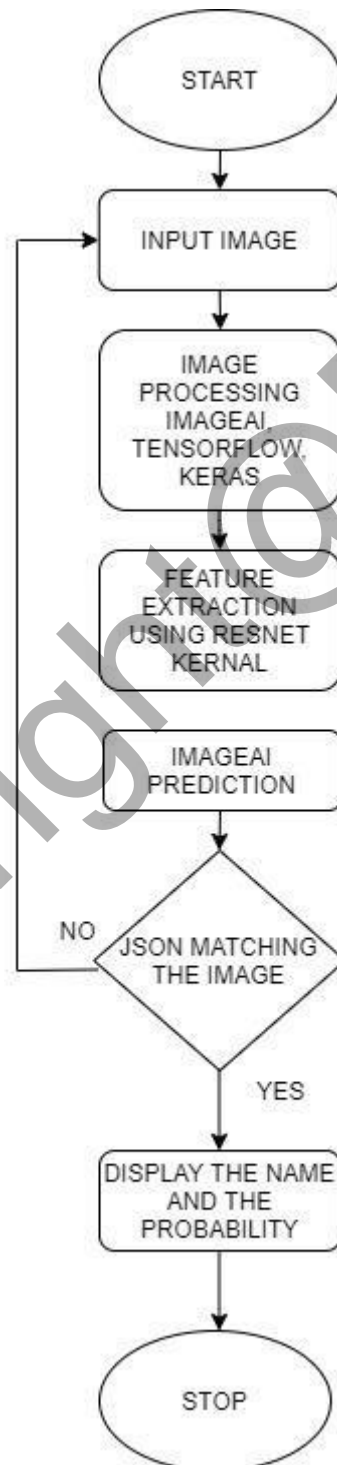 START
INPUT IMAGE
IMAGE
PROCESSING
IMAGEAI,
TENSORFLOW,
KERAS
FEATURE
EXTRACTION
USING RESNET
KERNAL
IMAGEAI
PREDICTION
NO
JSON MATCHING
THE IMAGE
YES
DISPLAY THE NAME
AND THE
PROBABILITY
STOP